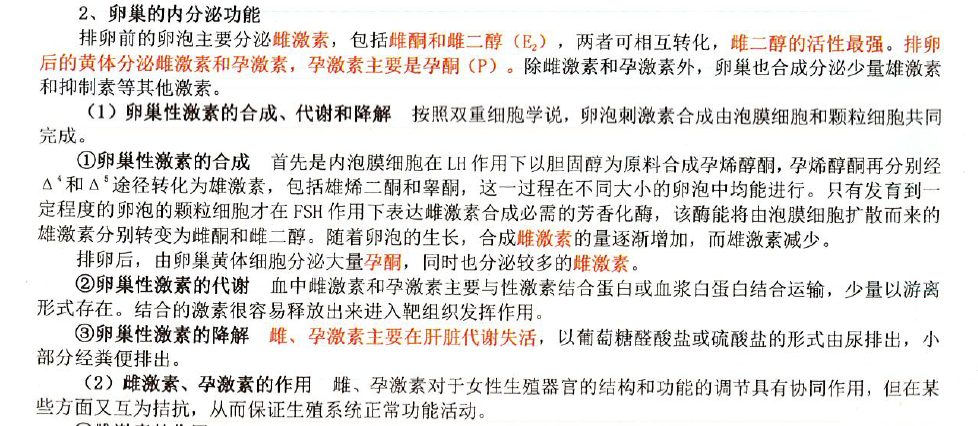 2、卵巢的内分泌功能
排卵前的卵泡主要分泌雌激素，包括雌酮和雌二醇（E₂），两者可相互转化，雌二醇的活性最强。排卵
后的黄体分泌雌激素和孕激素，孕激素主要是孕酮（P）。除雌激素和孕激素外，卵巢也合成分泌少量雄激素
和抑制素等其他激素。
（1）卵巢性激素的合成、代谢和降解 按照双重细胞学说，卵泡刺激素合成由泡膜细胞和颗粒细胞共同
完成。
①卵巢性激素的合成 首先是内泡膜细胞在 LH 作用下以胆固醇为原料合成孕烯醇酮，孕烯醇酮再分别经
Δ⁴和 Δ⁵途径转化为雄激素，包括雄烯二酮和睾酮，这一过程在不同大小的卵泡中均能进行。只有发育到一
定程度的卵泡的颗粒细胞才在 FSH 作用下表达雌激素合成必需的芳香化酶，该酶能将由泡膜细胞扩散而来的
雄激素分别转变为雌酮和雌二醇。随着卵泡的生长，合成雌激素的量逐渐增加，而雄激素减少。
排卵后，由卵巢黄体细胞分泌大量孕酮，同时也分泌较多的雌激素。
②卵巢性激素的代谢 血中雌激素和孕激素主要与性激素结合蛋白或血浆白蛋白结合运输，少量以游离
形式存在。结合的激素很容易释放出来进入靶组织发挥作用。
③卵巢性激素的降解 雌、孕激素主要在肝脏代谢失活，以葡萄糖醛酸盐或硫酸盐的形式由尿排出，小
部分经粪便排出。
（2）雌激素、孕激素的作用 雌、孕激素对于女性生殖器官的结构和功能的调节具有协同作用，但在某
些方面又互为拮抗，从而保证生殖系统正常功能活动。